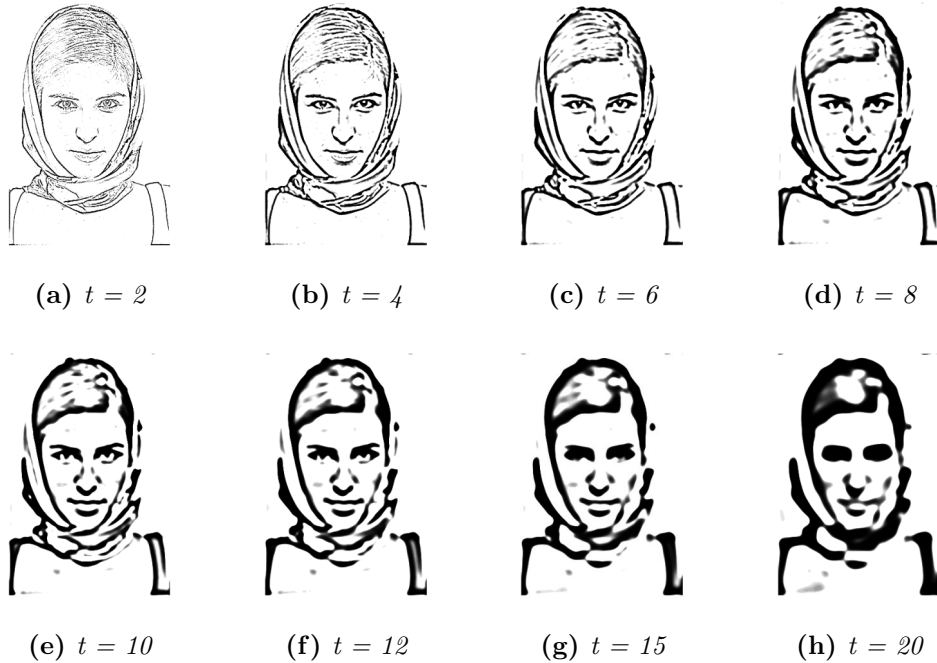 (a) t = 2 (b) t = 4 (c) t = 6 (d) t = 8
(e) t = 10 (f) t = 12 (g) t = 15 (h) t = 20